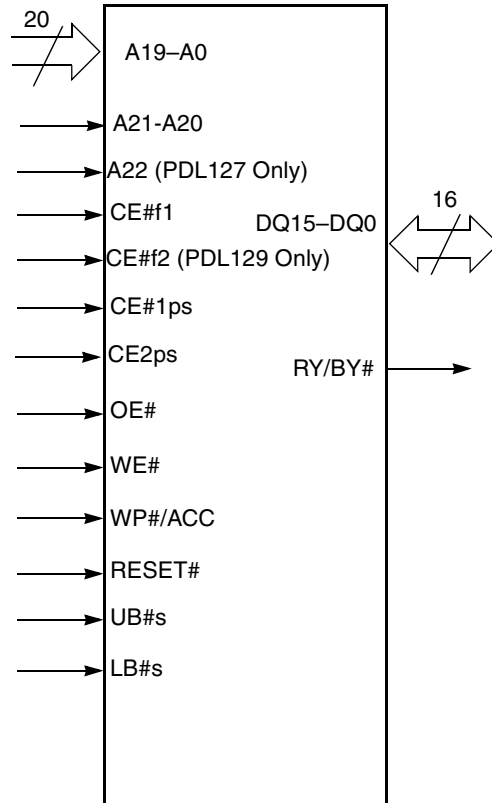 20
A19–A0
A21-A20
A22 (PDL127 Only)
CE#f1
16
DQ15–DQ0
CE#f2 (PDL129 Only)
CE#1ps
CE2ps
RY/BY#
OE#
WE#
WP#/ACC
RESET#
UB#s
LB#s